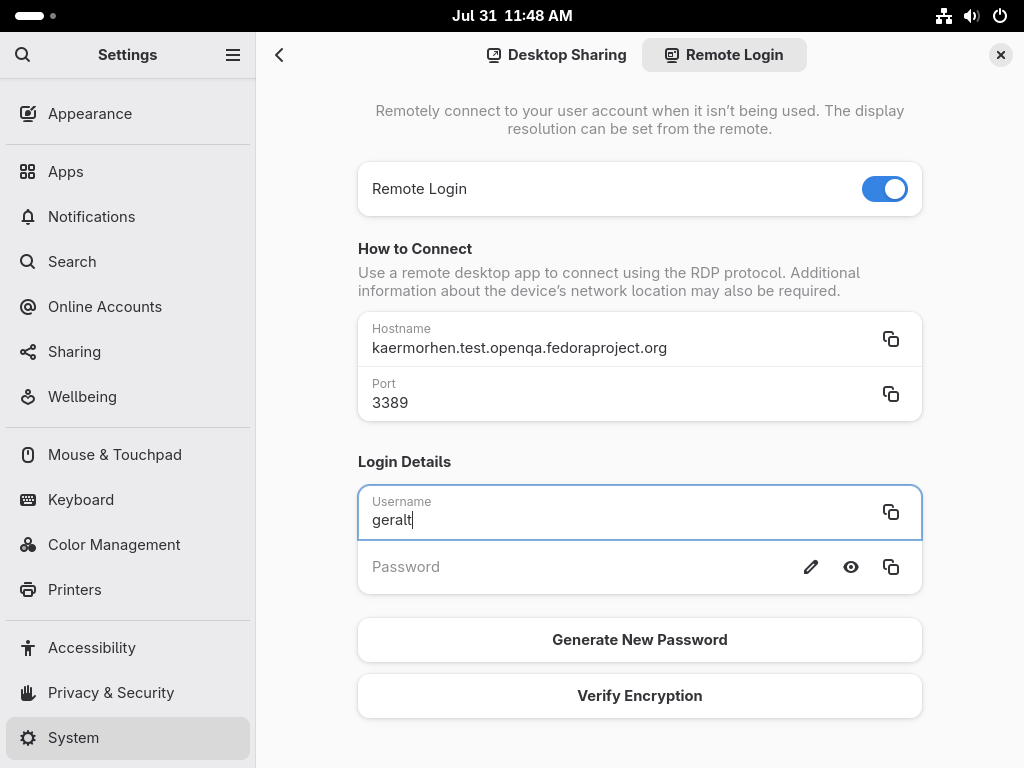 Jul 31 11:48 AM
Settings
Desktop Sharing
Remote Login
Appearance
Apps
Notifications
Search
Online Accounts
Sharing
Wellbeing
Mouse & Touchpad
Keyboard
Color Management
Printers
Accessibility
Privacy & Security
System
Remotely connect to your user account when it isn’t being used. The display
resolution can be set from the remote.
Remote Login
How to Connect
Use a remote desktop app to connect using the RDP protocol. Additional
information about the device’s network location may also be required.
Hostname
kaermorhen.test.openqa.fedoraproject.org
Port
3389
Login Details
Username
geralt
Password
Generate New Password
Verify Encryption